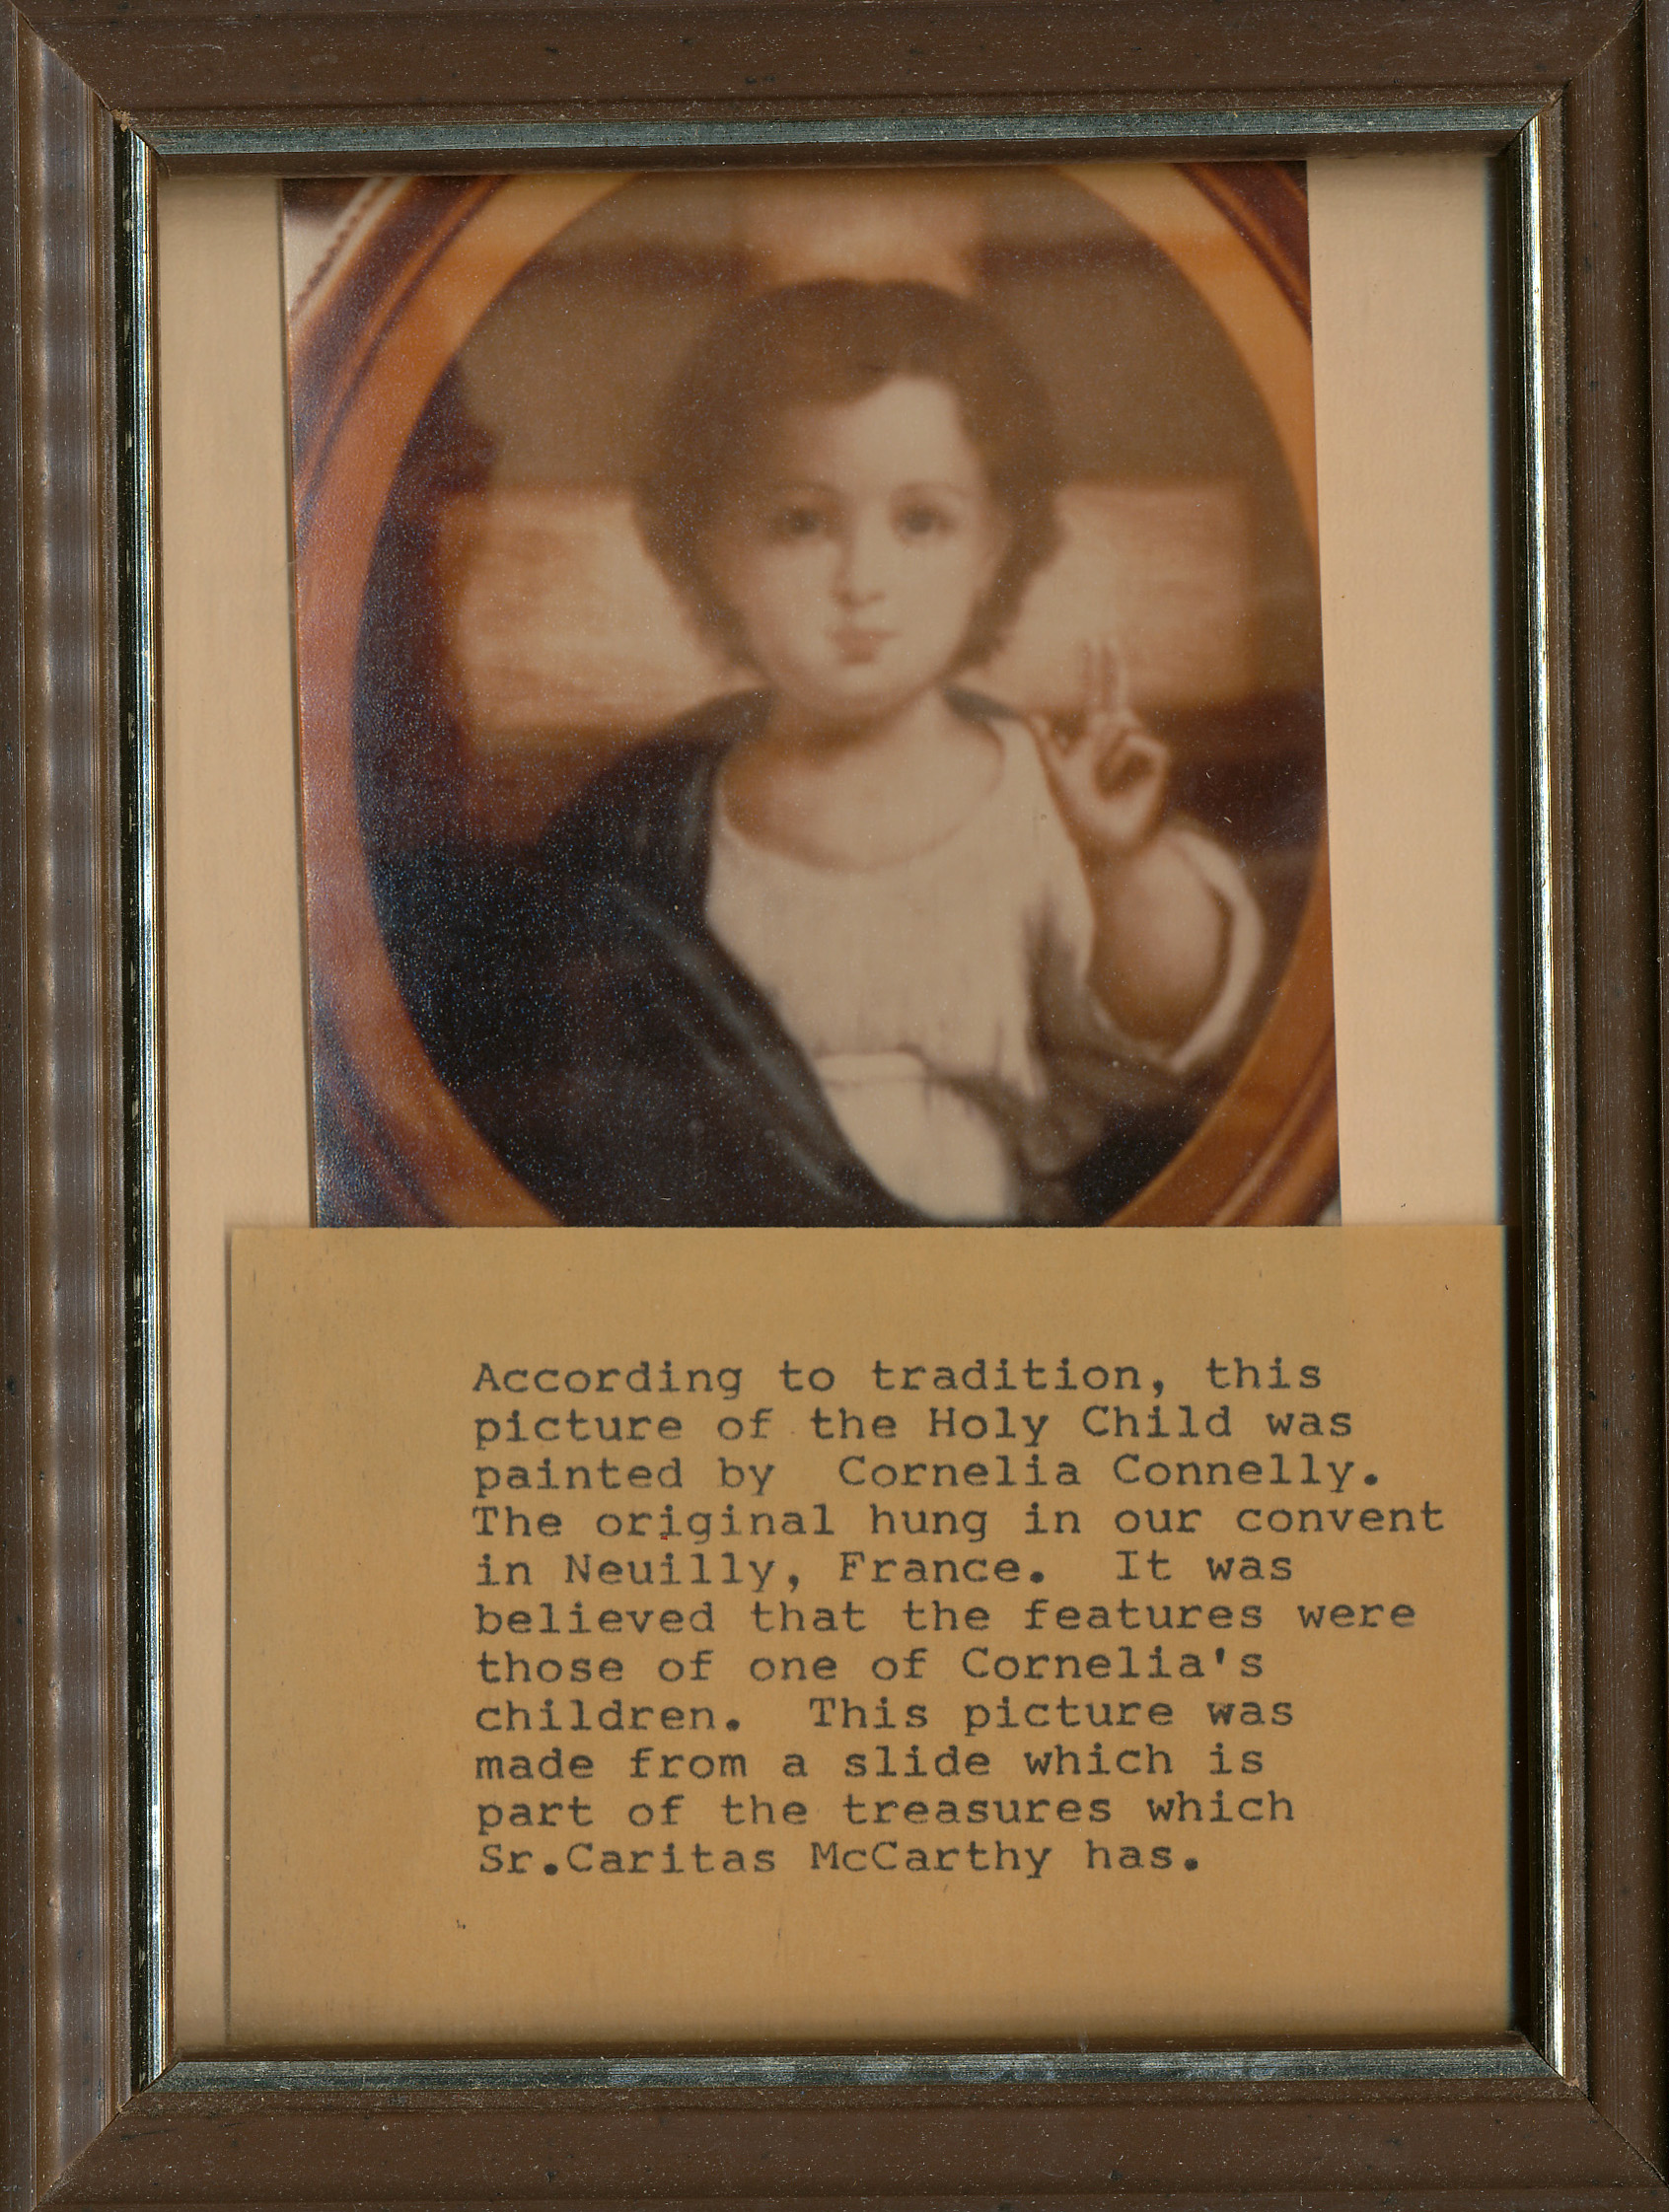 According to tradition, this
picture of the Holy Child was
painted by  Cornelia Connelly.
The original hung in our convent
in Neuilly, France.  It was
believed that the features were
those of one of Cornelia's
children.  This picture was
made from a slide which is
part of the treasures which
Sr.Caritas McCarthy has.